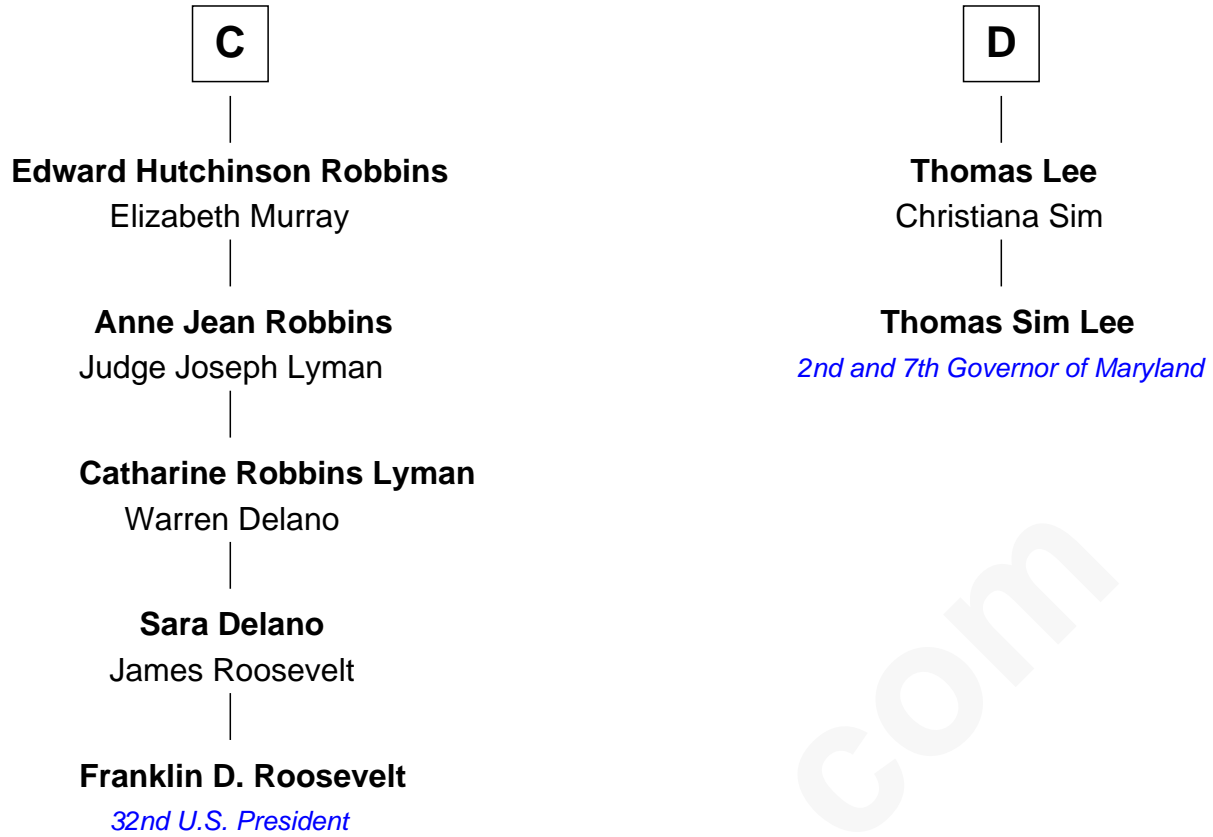 C
Edward Hutchinson Robbins
Elizabeth Murray
Anne Jean Robbins
Judge Joseph Lyman
Catharine Robbins Lyman
Warren Delano
Sara Delano
James Roosevelt
Franklin D. Roosevelt
32nd U.S. President
D
Thomas Lee
Christiana Sim
Thomas Sim Lee
2nd and 7th Governor of Maryland
com